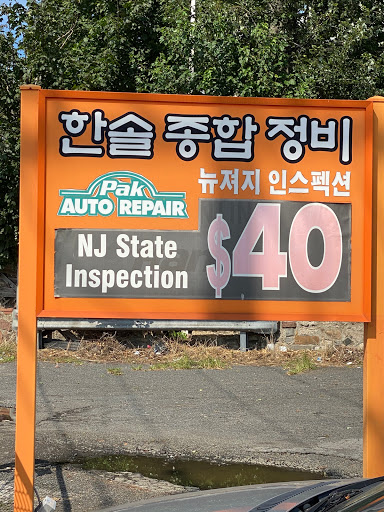 한솔 종합 정비
Pak
AUTO REPAIR
뉴저지 인스펙션
NJ State
Inspection
$40